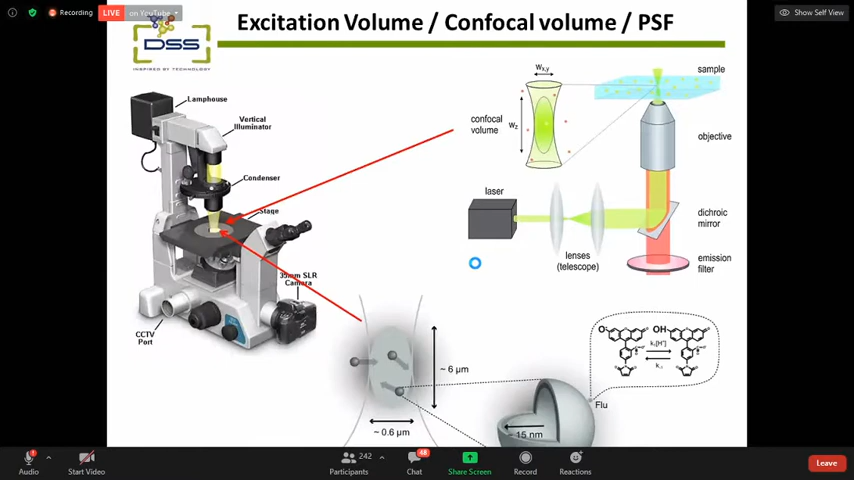 Recording
LIVE on YouTube
Show Self View
DSS
INSPIRED BY TECHNOLOGY
Excitation Volume / Confocal volume / PSF
Lamphouse
Vertical
Illuminator
Condenser
Stage
35mm SLR
Camera
CCTV
Port
confocal
volume
wx,y
wz
sample
objective
laser
lenses
(telescope)
dichroic
mirror
emission
filter
~ 6 μm
~ 0.6 μm
~ 15 nm
Flu
OH
Audio
Start Video
242
Participants
48
Chat
Share Screen
Record
Reactions
Leave